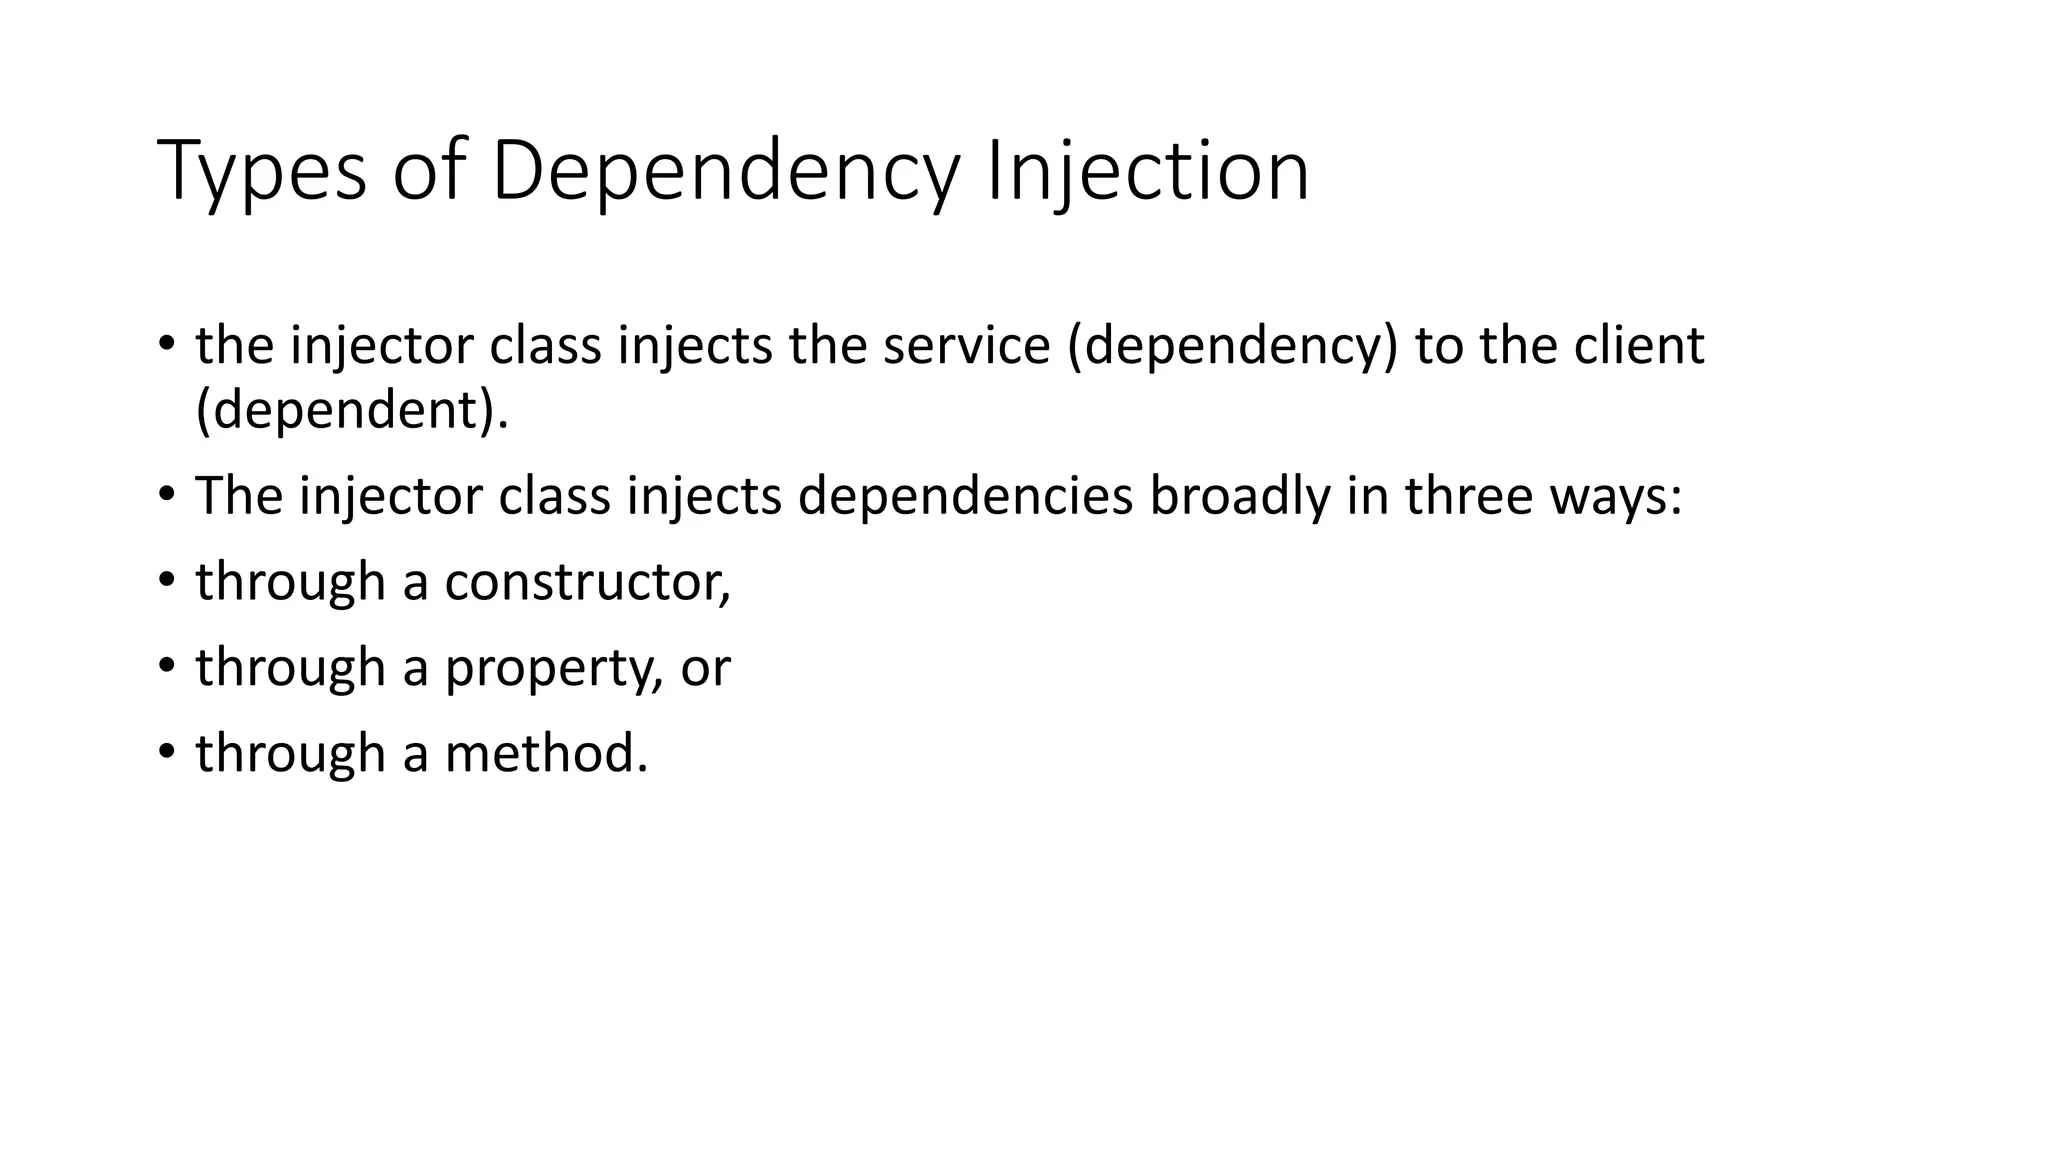 Types of Dependency Injection
• the injector class injects the service (dependency) to the client
(dependent).
• The injector class injects dependencies broadly in three ways:
• through a constructor,
• through a property, or
• through a method.